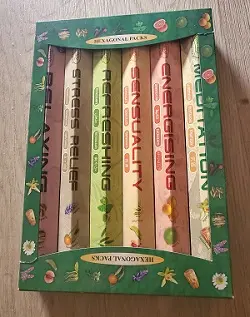 HEXAGONAL PACKS
RELAXING
STRESS RELIEF
REFRESHING
SENSUALITY
ENERGISING
MEDITATION
HEXAGONAL PACKS